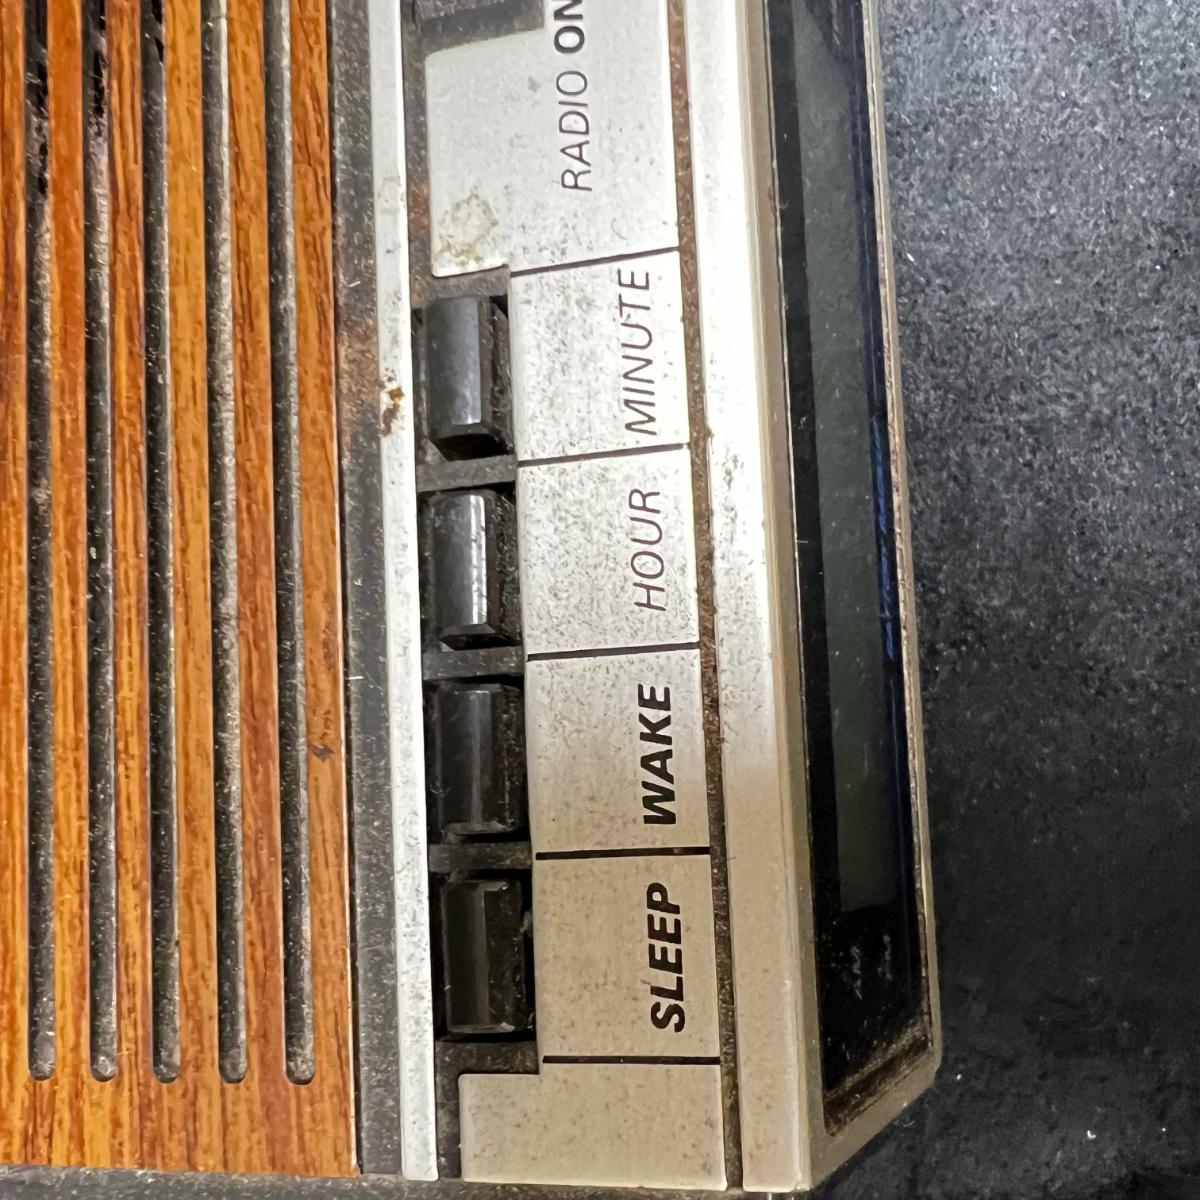 SLEEP
WAKE
HOUR
MINUTE
RADIO ON